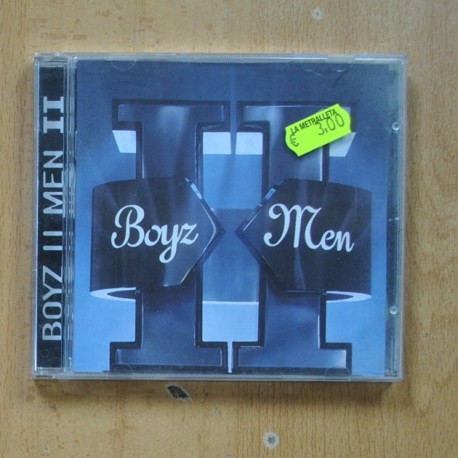 BOYZ II MEN II
LA METRALLETA
€ 3,00
Boyz Men